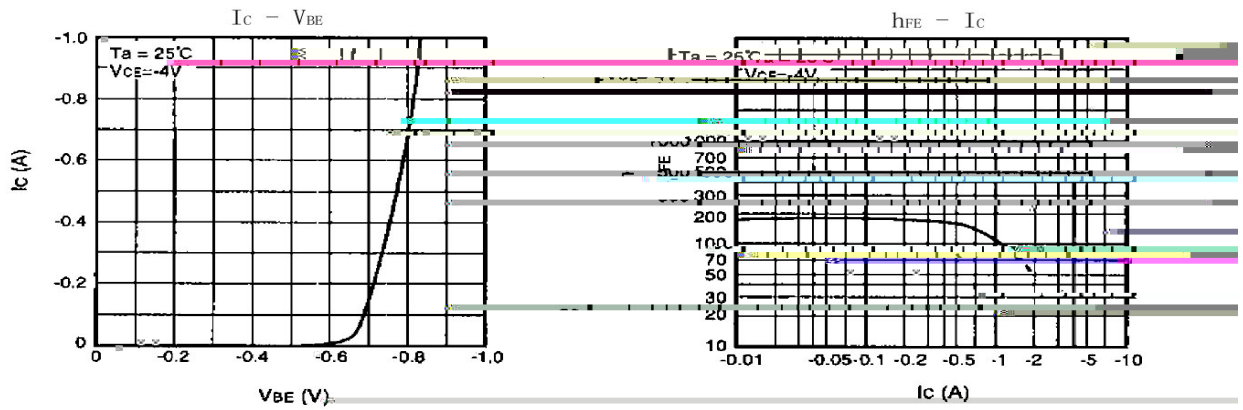 IC – VBE
-1.0
Ta = 25°C
VCE=-4V
-0.8
-0.6
-0.4
-0.2
0
IC (A)
0 -0.2 -0.4 -0.6 -0.8 -1.0
VBE (V)
hFE – IC
Ta = 25°C
VCE=-4V
1000
700
500
300
200
100
70
50
30
20
10
FE
-0.01 -0.05 -0.1 -0.2 -0.5 -1 -2 -5 -10
IC (A)